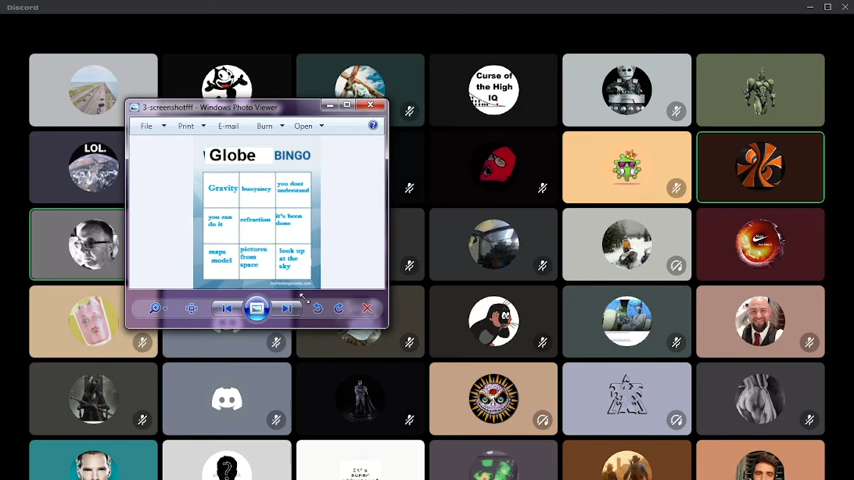 Discord
Curse of
the High
IQ
3-screenshotfff - Windows Photo Viewer
File Print E-mail Burn Open
Globe BINGO
LOL.
Gravity buoyancy you dont
understand
you can
do it
refraction
it's been
done
maps
model
pictures
from
space
look up
at the
sky
It's a
super